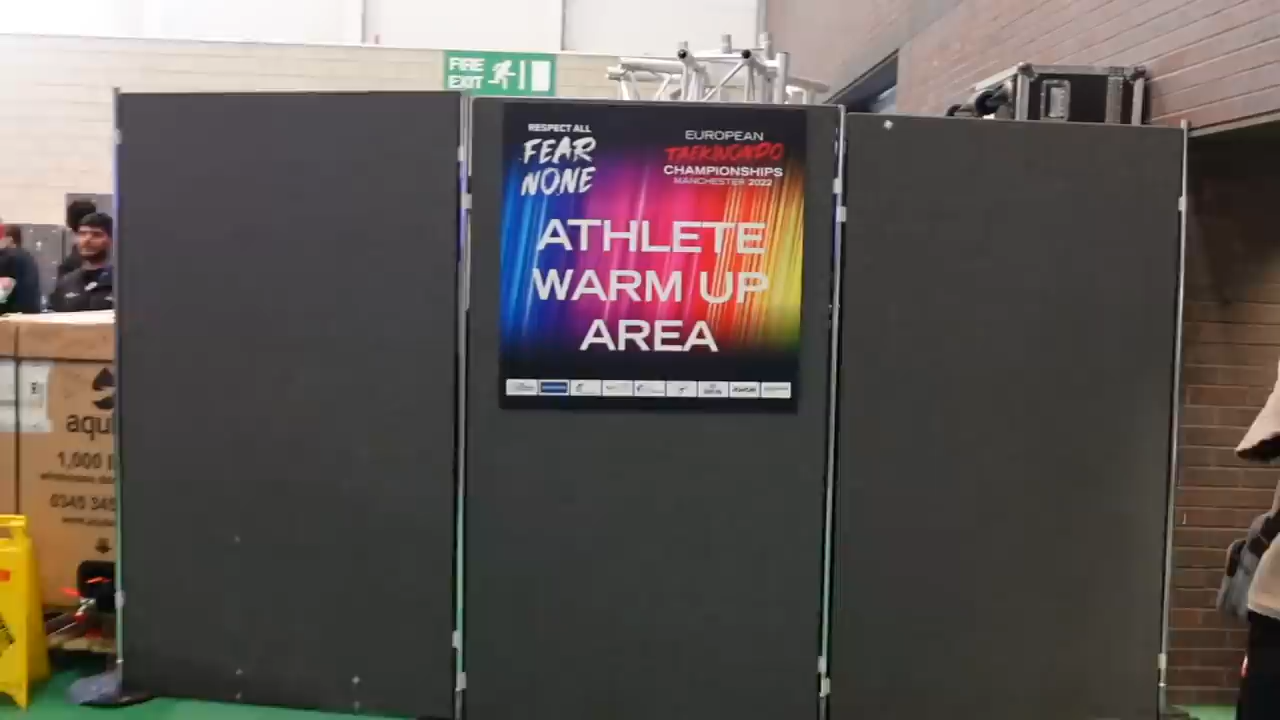 FIRE
EXIT
RESPECT ALL
FEAR
NONE
EUROPEAN
TAEKWONDO
CHAMPIONSHIPS
MANCHESTER 2022
ATHLETE
WARM UP
AREA
aqu
1,000
0345 345